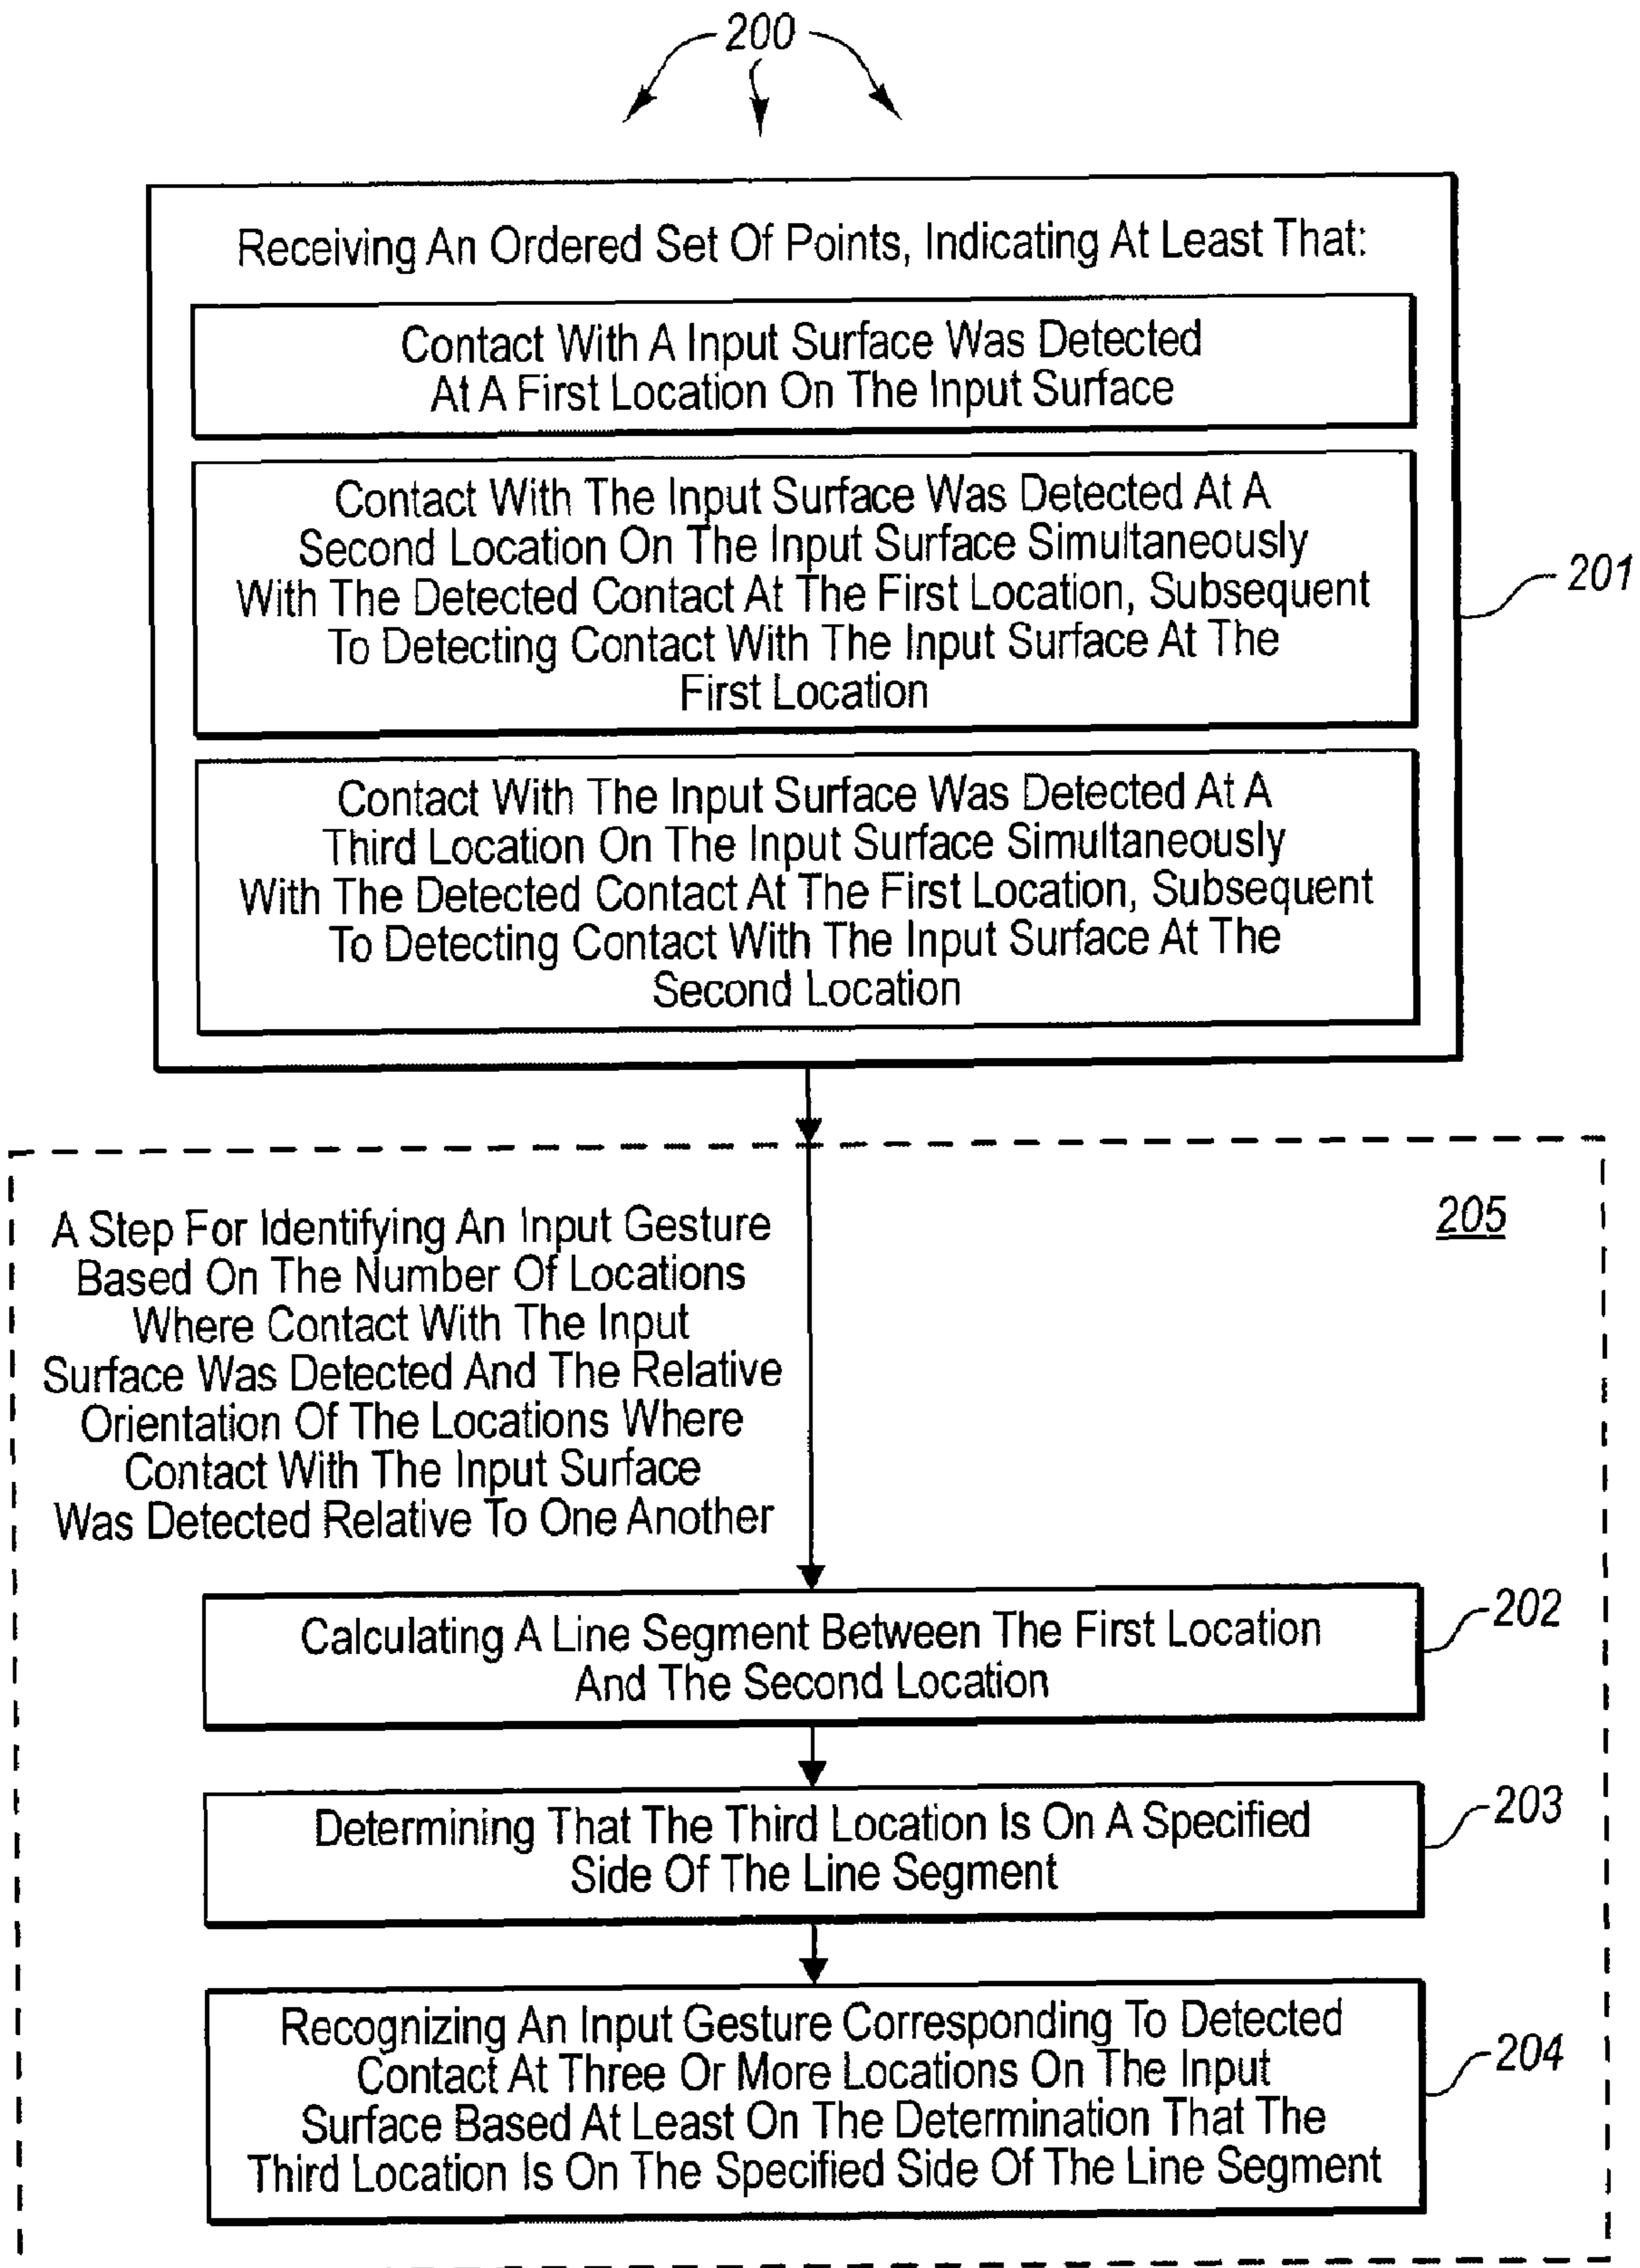 200
Receiving An Ordered Set Of Points, Indicating At Least That:
Contact With A Input Surface Was Detected
At A First Location On The Input Surface
Contact With The Input Surface Was Detected At A
Second Location On The Input Surface Simultaneously
With The Detected Contact At The First Location, Subsequent
To Detecting Contact With The Input Surface At The
First Location
201
Contact With The Input Surface Was Detected At A
Third Location On The Input Surface Simultaneously
With The Detected Contact At The First Location, Subsequent
To Detecting Contact With The Input Surface At The
Second Location
205
A Step For Identifying An Input Gesture
Based On The Number Of Locations
Where Contact With The Input
Surface Was Detected And The Relative
Orientation Of The Locations Where
Contact With The Input Surface
Was Detected Relative To One Another
Calculating A Line Segment Between The First Location
And The Second Location
202
Determining That The Third Location Is On A Specified
Side Of The Line Segment
203
Recognizing An Input Gesture Corresponding To Detected
Contact At Three Or More Locations On The Input
Surface Based At Least On The Determination That The
Third Location Is On The Specified Side Of The Line Segment
204